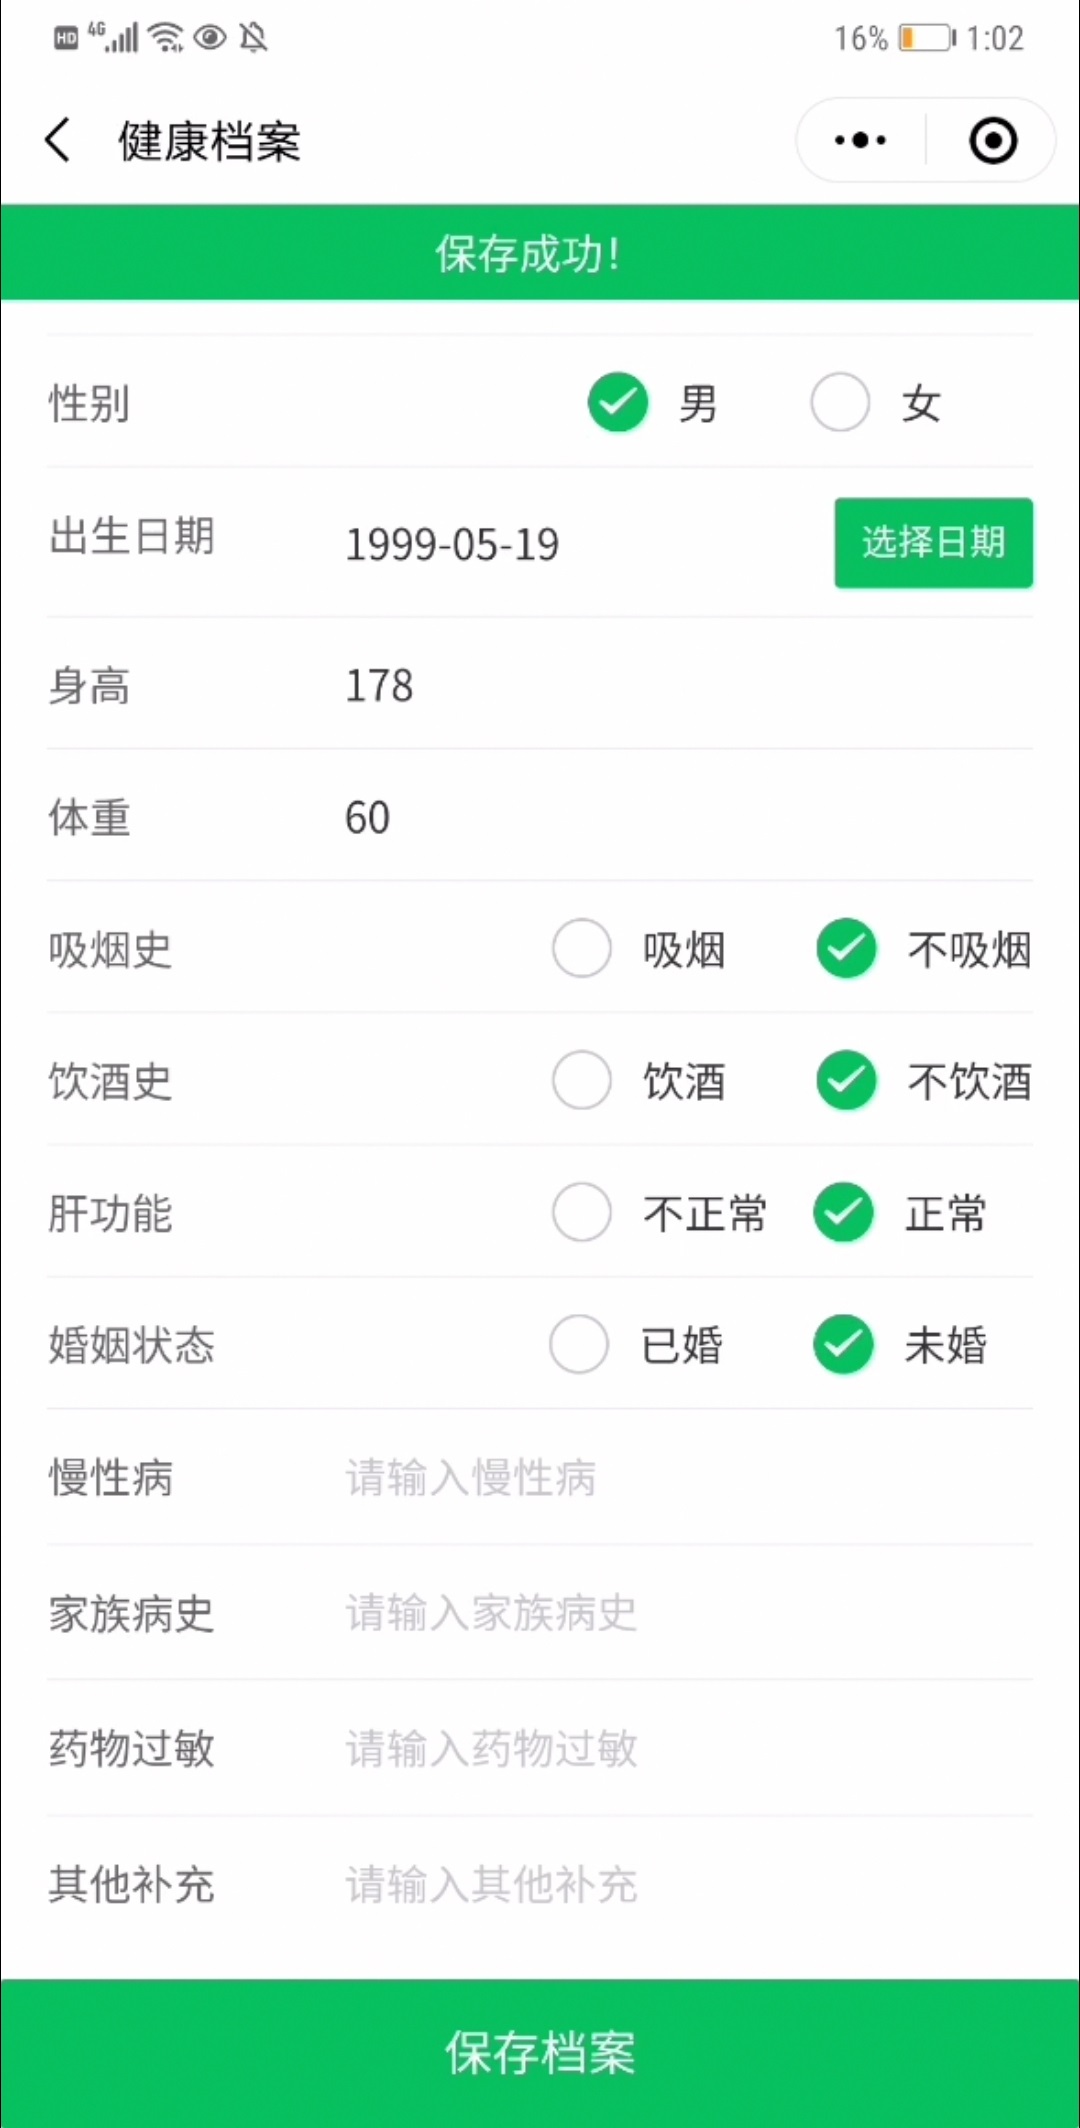 HD 4G 16% 1:02
健康档案
保存成功!
性别 男 女
出生日期 1999-05-19 选择日期
身高 178
体重 60
吸烟史 吸烟 不吸烟
饮酒史 饮酒 不饮酒
肝功能 不正常 正常
婚姻状态 已婚 未婚
慢性病 请输入慢性病
家族病史 请输入家族病史
药物过敏 请输入药物过敏
其他补充 请输入其他补充
保存档案